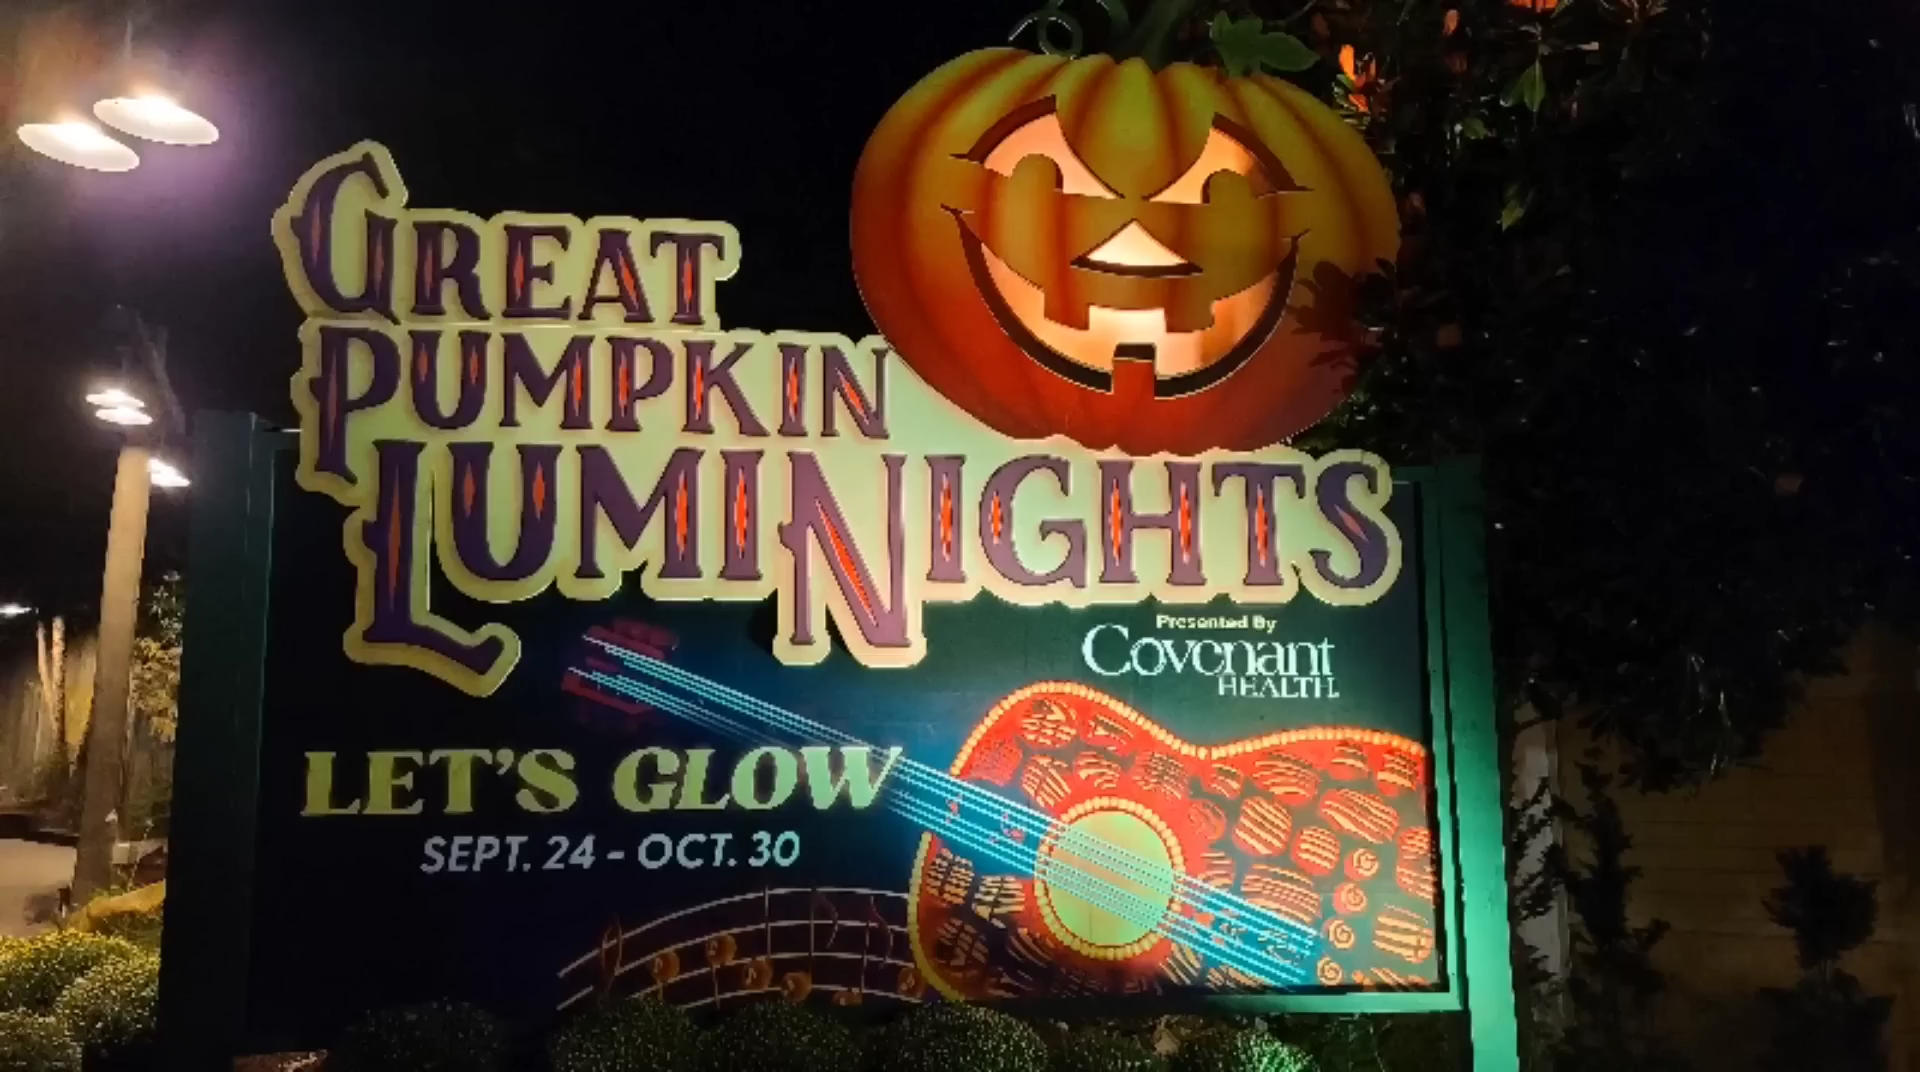 GREAT
PUMPKIN
LUMINIGHTS
Presented By
Covenant
HEALTH.
LET'S GLOW
SEPT. 24 - OCT. 30